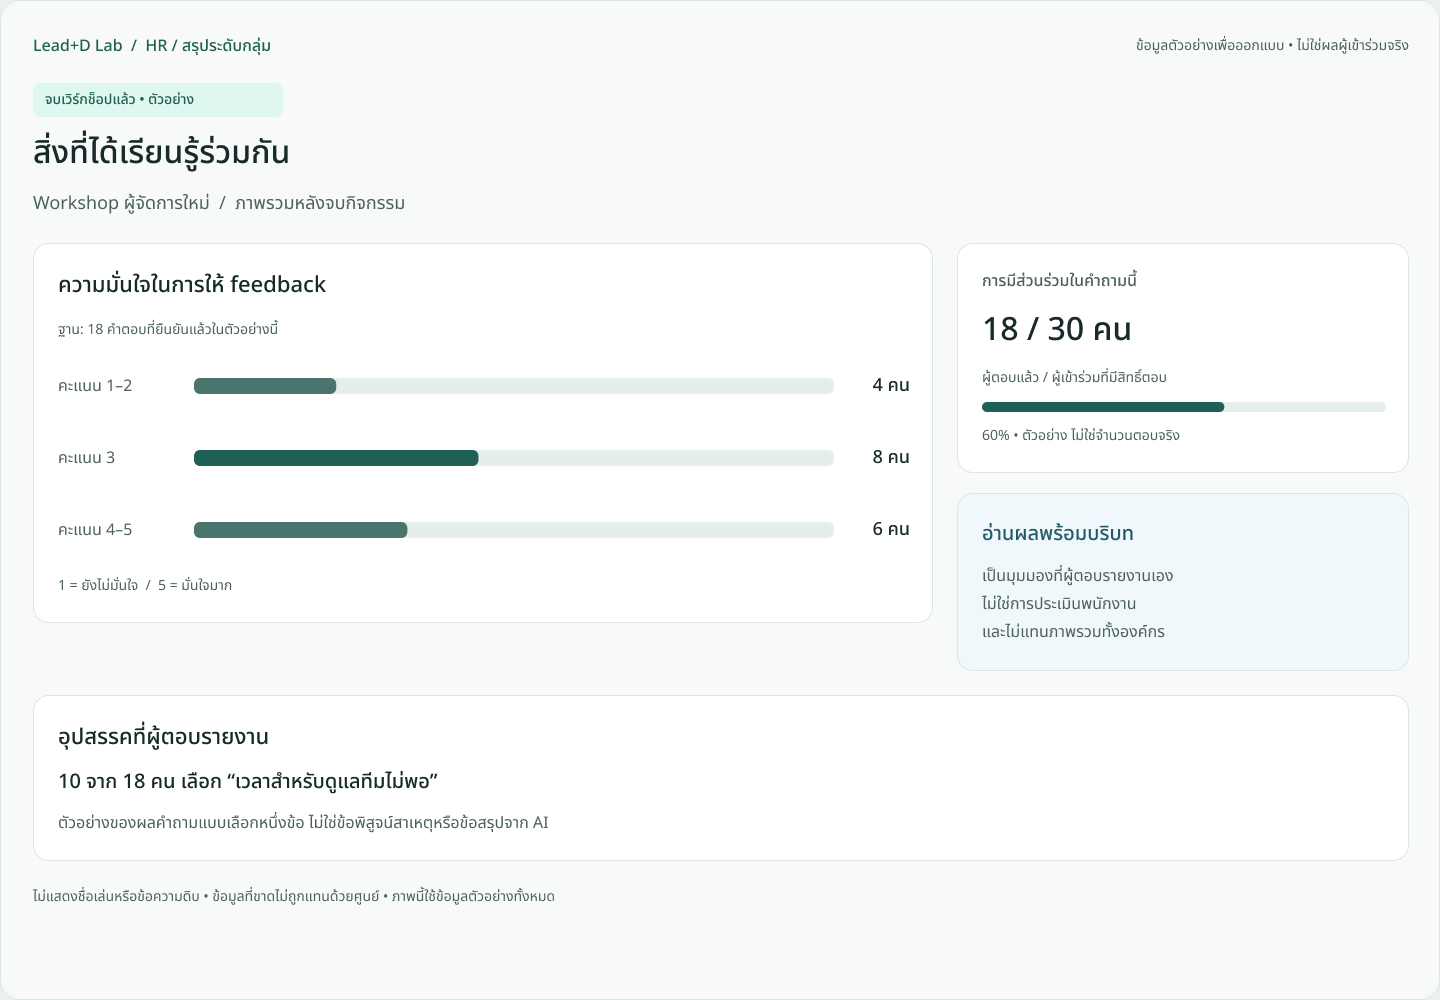 Lead+D Lab / HR / สรุประดับกลุ่ม
ข้อมูลตัวอย่างเพื่อออกแบบ • ไม่ใช่ผลผู้เข้าร่วมจริง
จบเวิร์กช็อปแล้ว • ตัวอย่าง
สิ่งที่ได้เรียนรู้ร่วมกัน
Workshop ผู้จัดการใหม่ / ภาพรวมหลังจบกิจกรรม
ความมั่นใจในการให้ feedback
ฐาน: 18 คำตอบที่ยืนยันแล้วในตัวอย่างนี้
คะแนน 1–2 4 คน
คะแนน 3 8 คน
คะแนน 4–5 6 คน
1 = ยังไม่มั่นใจ / 5 = มั่นใจมาก
การมีส่วนร่วมในคำถามนี้
18 / 30 คน
ผู้ตอบแล้ว / ผู้เข้าร่วมที่มีสิทธิ์ตอบ
60% • ตัวอย่าง ไม่ใช่จำนวนตอบจริง
อ่านผลพร้อมบริบท
เป็นมุมมองที่ผู้ตอบรายงานเอง
ไม่ใช่การประเมินพนักงาน
และไม่แทนภาพรวมทั้งองค์กร
อุปสรรคที่ผู้ตอบรายงาน
10 จาก 18 คน เลือก “เวลาสำหรับดูแลทีมไม่พอ”
ตัวอย่างของผลคำถามแบบเลือกหนึ่งข้อ ไม่ใช่ข้อพิสูจน์สาเหตุหรือข้อสรุปจาก AI
ไม่แสดงชื่อเล่นหรือข้อความดิบ • ข้อมูลที่ขาดไม่ถูกแทนด้วยศูนย์ • ภาพนี้ใช้ข้อมูลตัวอย่างทั้งหมด